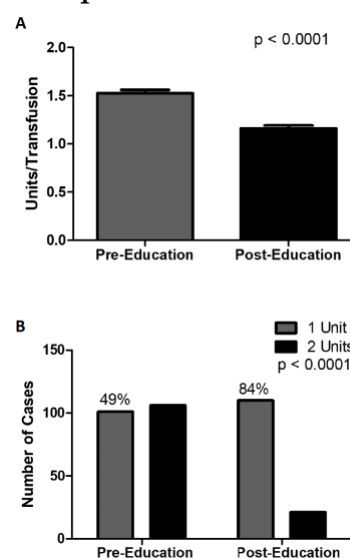 A
p < 0.0001
2.0
1.5
1.0
0.5
0.0
Units/Transfusion
Pre-Education Post-Education
B
1 Unit
2 Units
p < 0.0001
150
100
50
0
Number of Cases
49%
84%
Pre-Education Post-Education